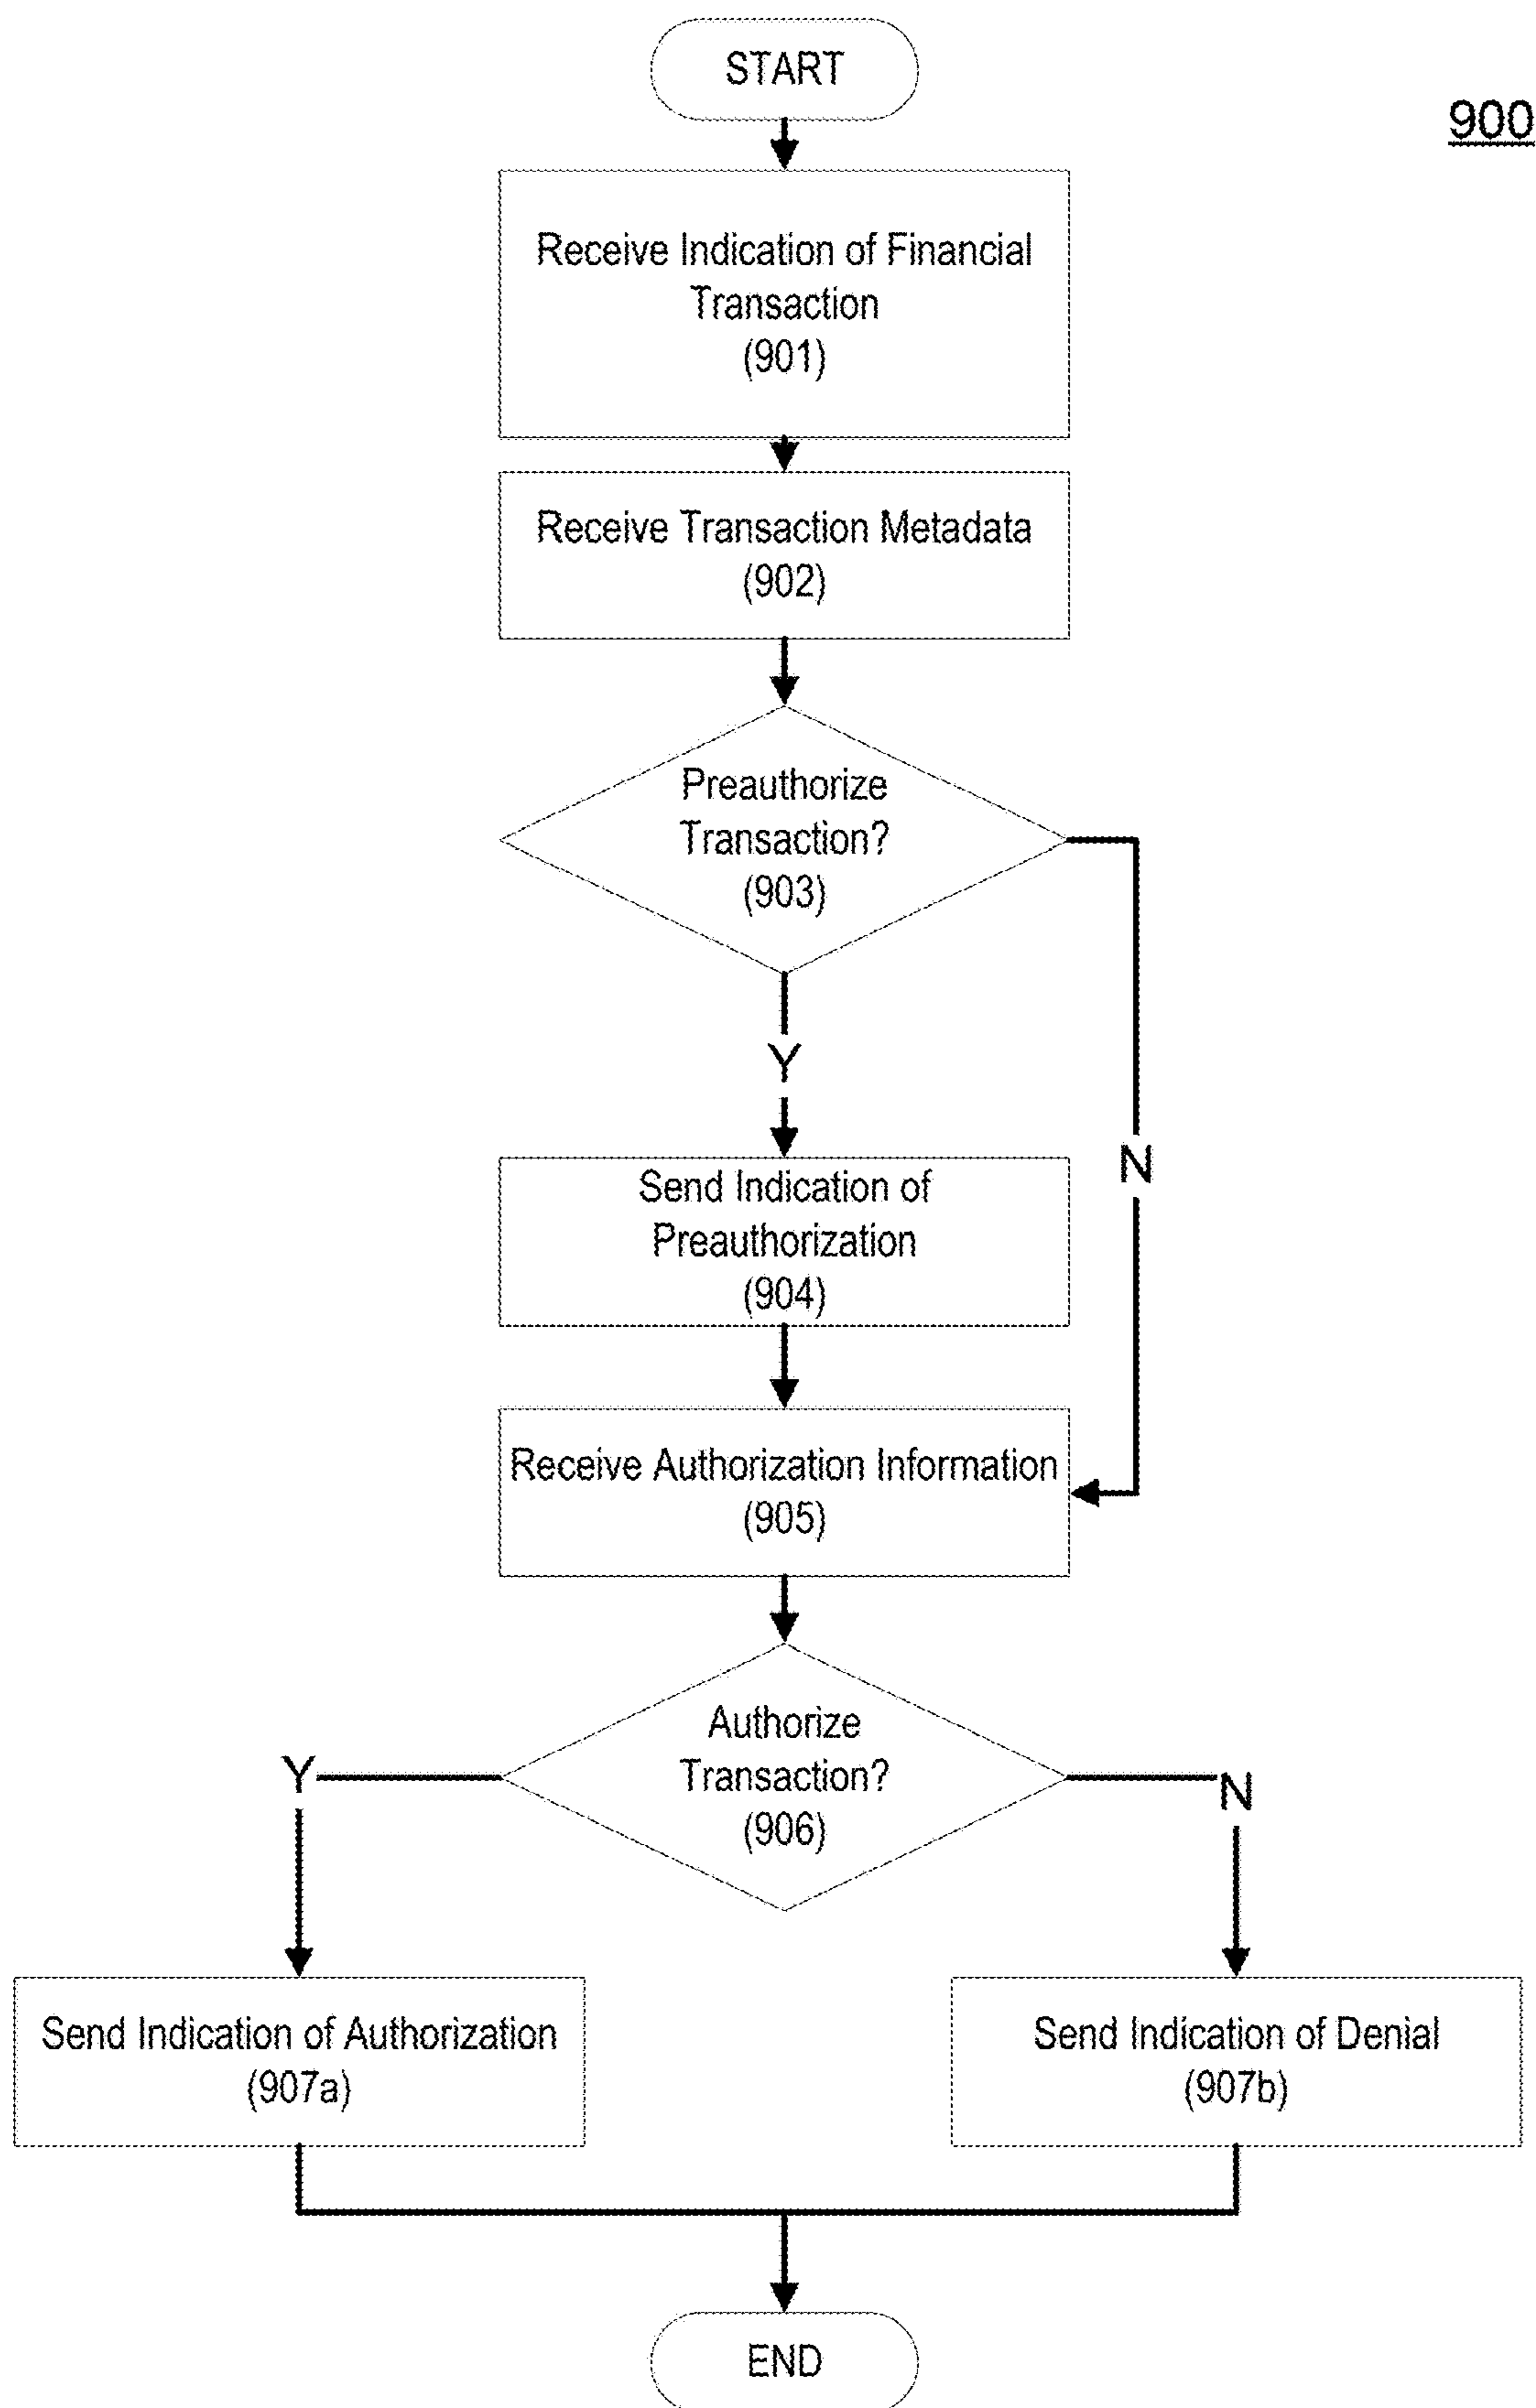 START
900
Receive Indication of Financial
Transaction
(901)
Receive Transaction Metadata
(902)
Preauthorize
Transaction?
(903)
Y
N
Send Indication of
Preauthorization
(904)
Receive Authorization Information
(905)
Authorize
Transaction?
(906)
Y
N
Send Indication of Authorization
(907a)
Send Indication of Denial
(907b)
END